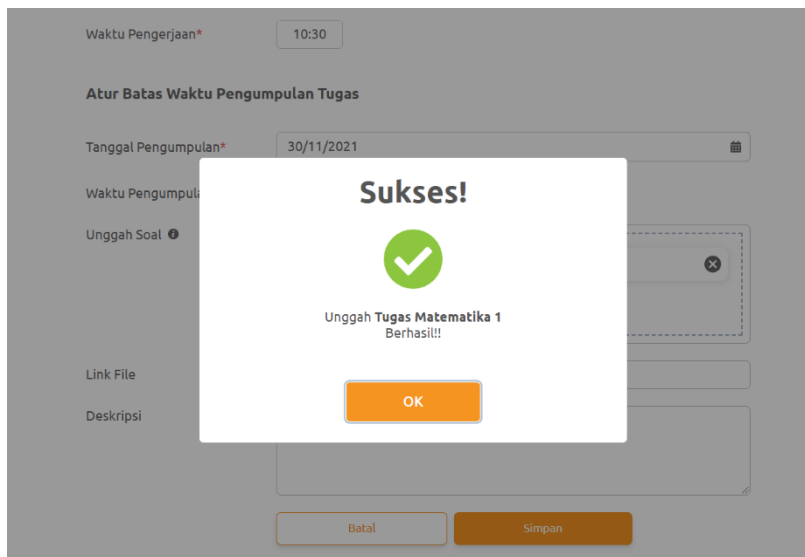 Waktu Pengerjaan*
10:30
Atur Batas Waktu Pengumpulan Tugas
Tanggal Pengumpulan*
30/11/2021
Waktu
Sukses!
Unggah Soal
Unggah Tugas Matematika 1
Berhasil!!
Link File
OK
Deskripsi
Batal
Simpan